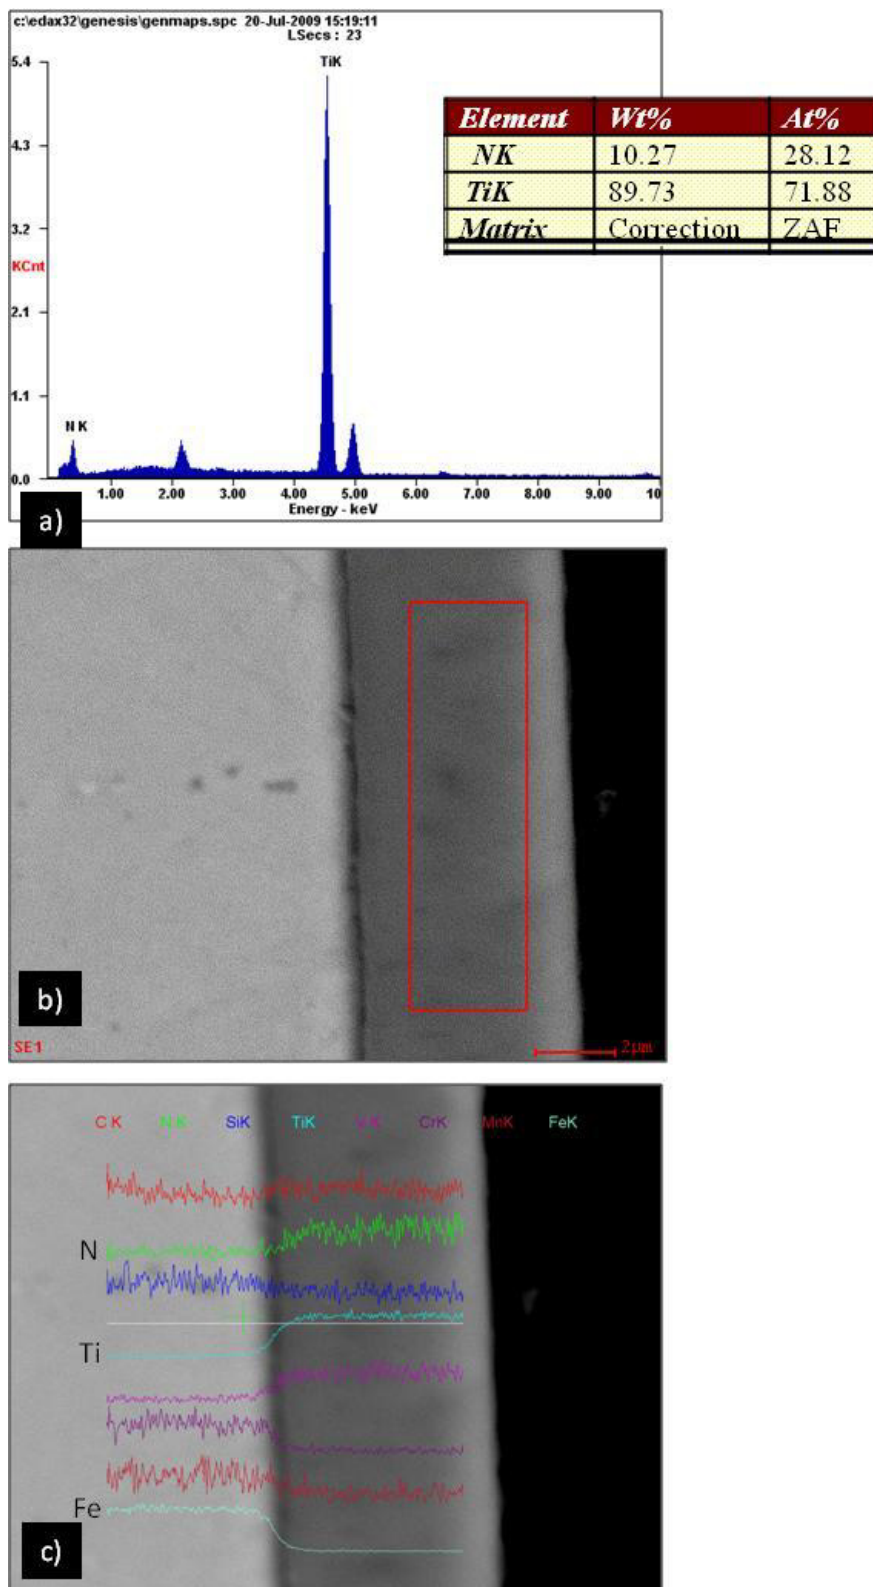 c:\edax32\genesis\genmaps.spc 20-Jul-2009 15:19:11
LSecs : 23
5.4
4.3
3.2
KCnt
2.1
1.1
0.0
TiK
N K
1.00 2.00 3.00 4.00 5.00 6.00 7.00 8.00 9.00 10
Energy - keV
Element Wt% At%
NK 10.27 28.12
TiK 89.73 71.88
Matrix Correction ZAF
a)
b)
SE1
2µm
C K N K SiK TiK V K CrK MnK FeK
N
Ti
Fe
c)